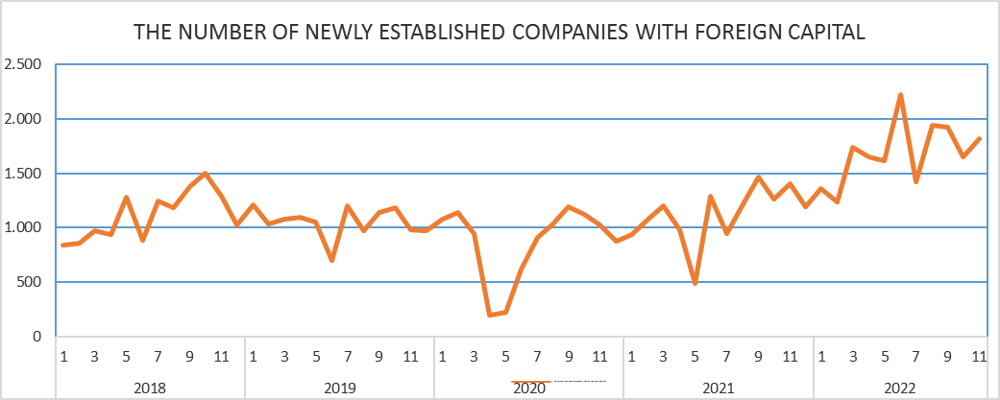 THE NUMBER OF NEWLY ESTABLISHED COMPANIES WITH FOREIGN CAPITAL
2.500
2.000
1.500
1.000
500
0
1 3 5 7 9 11 1 3 5 7 9 11 1 3 5 7 9 11 1 3 5 7 9 11 1 3 5 7 9 11
2018 2019 2020 2021 2022